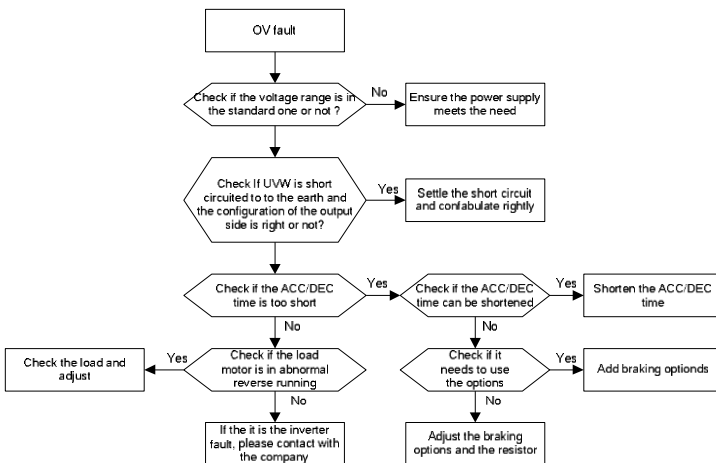 OV fault
Check if the voltage range is in
the standard one or not ?
No
Ensure the power supply
meets the need
Check If UVW is short
circuited to to the earth and
the configuration of the output
side is right or not?
Yes
Settle the short circuit
and confabulate rightly
Check if the ACC/DEC
time is too short
Yes
Check if the ACC/DEC
time can be shortened
Yes
Shorten the ACC/DEC
time
No
No
Check the load and
adjust
Yes
Check if the load
motor is in abnormal
reverse running
Check if it
needs to use
the options
Yes
Add braking optionds
No
No
If the it is the inverter
fault, please contact with
the company
Adjust the braking
options and the resistor